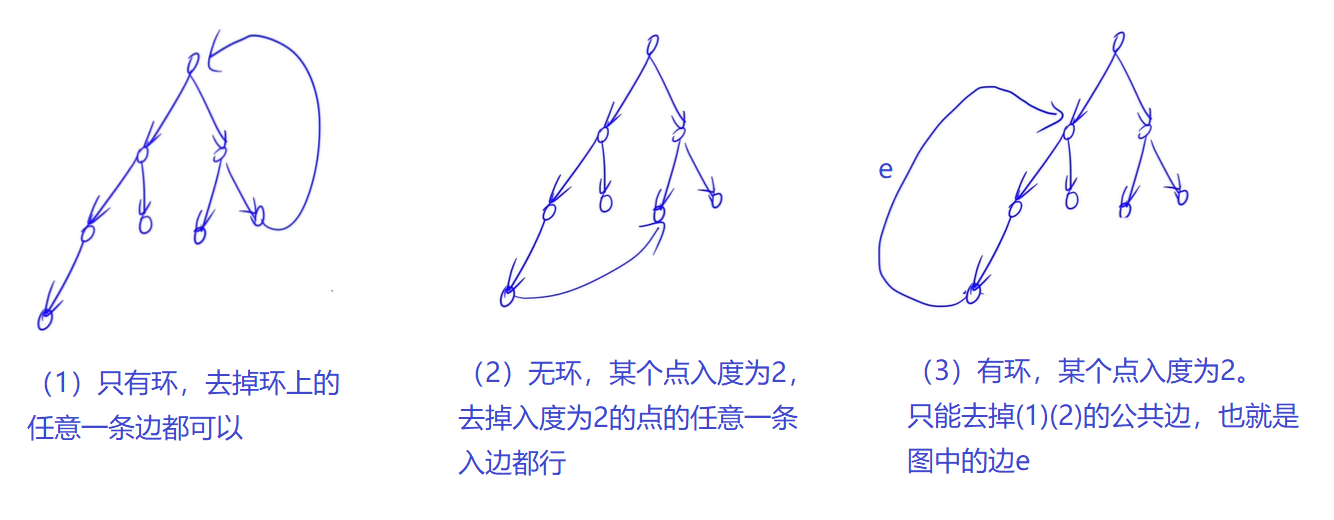 （1）只有环，去掉环上的
任意一条边都可以
（2）无环，某个点入度为2，
去掉入度为2的点的任意一条
入边都行
e
（3）有环，某个点入度为2。
只能去掉(1)(2)的公共边，也就是
图中的边e